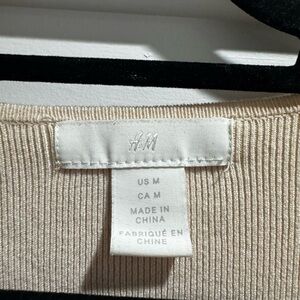 H&M
US M
CA M
MADE IN
CHINA
FABRIQUÉ EN
CHINE